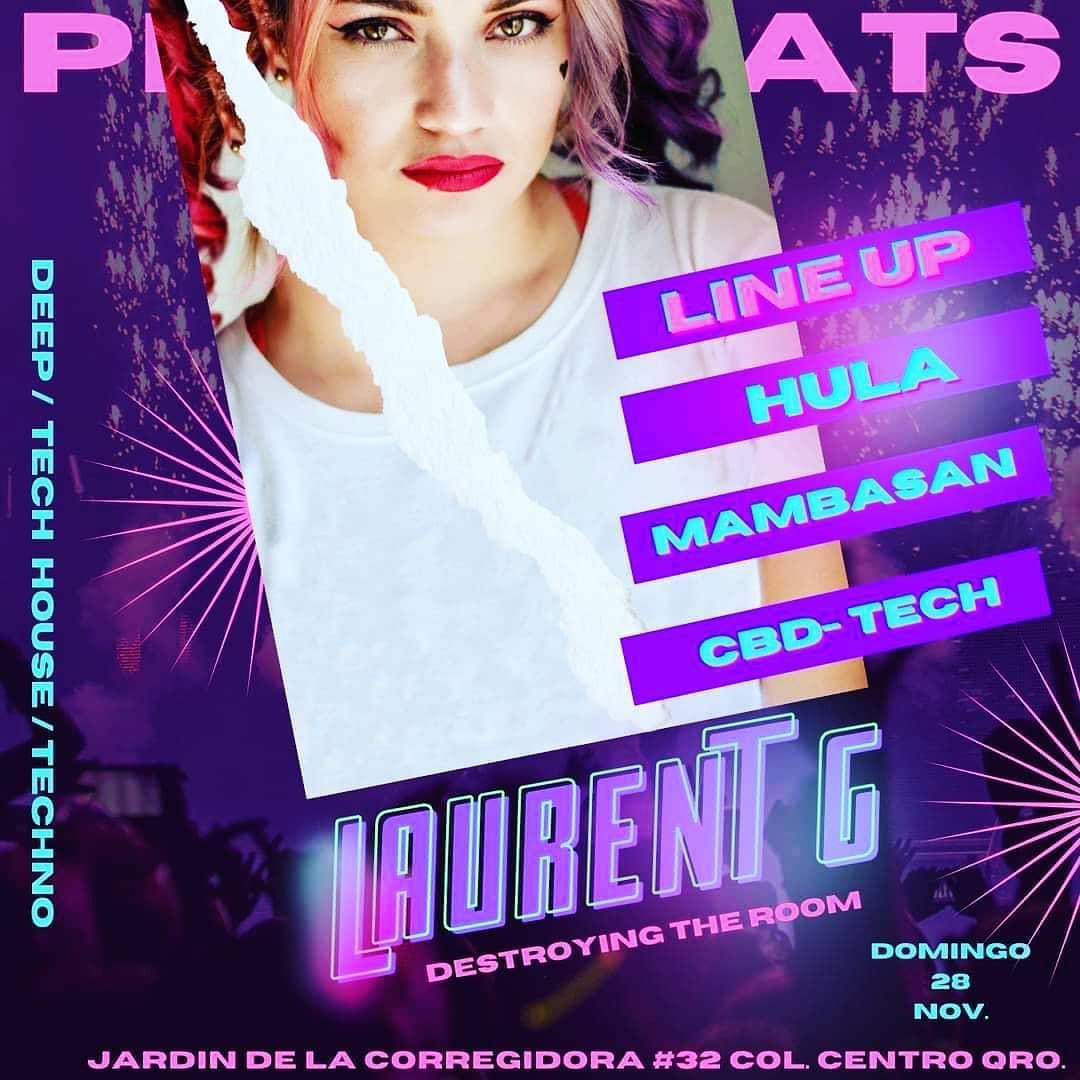 DEEP / TECH HOUSE / TECHNO
LINE UP
HULA
MAMBASAN
CBD- TECH
LAURENT G
DESTROYING THE ROOM
DOMINGO
28
NOV.
JARDIN DE LA CORREGIDORA #32 COL. CENTRO QRO.